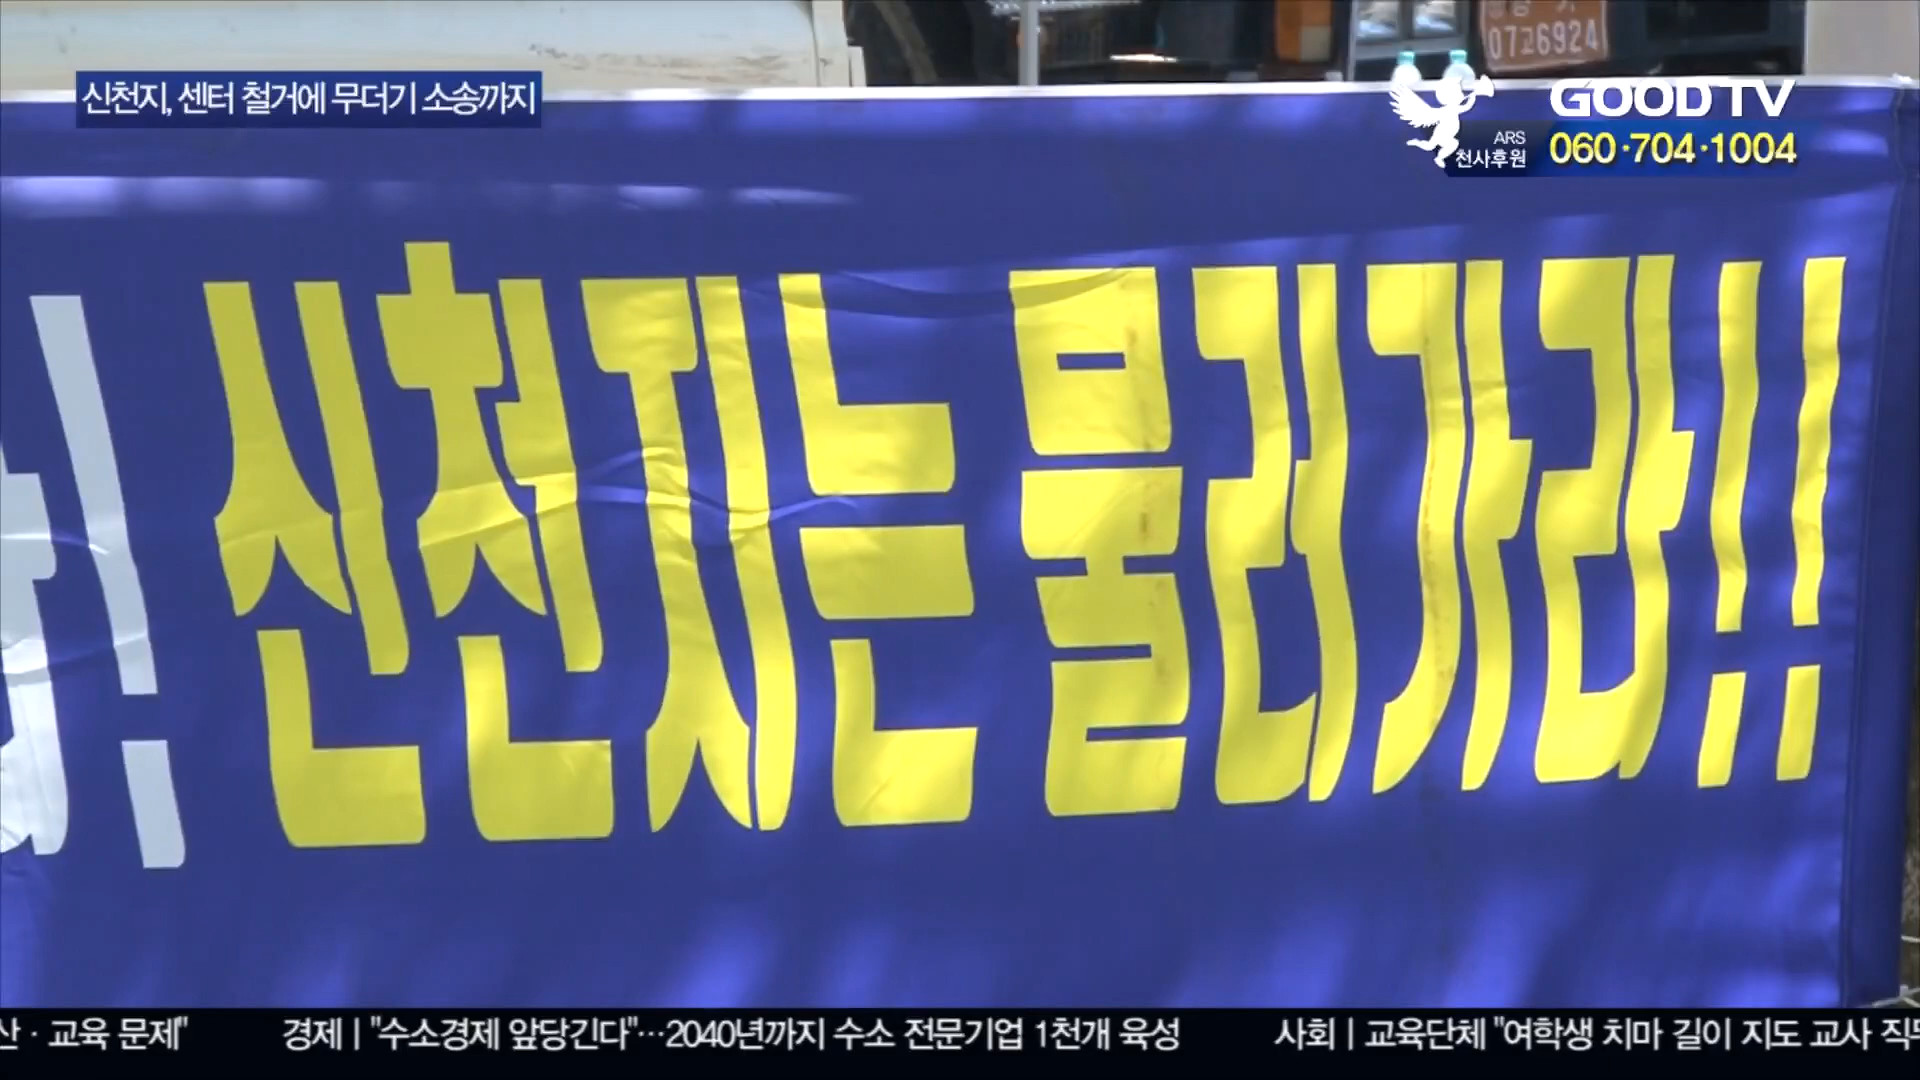 07고6924
신천지, 센터 철거에 무더기 소송까지
GOODTV
ARS
천사후원
060·704·1004
신천지는 물러가라!!
산·교육 문제" 경제 | "수소경제 앞당긴다"…2040년까지 수소 전문기업 1천개 육성 사회 | 교육단체 "여학생 치마 길이 지도 교사